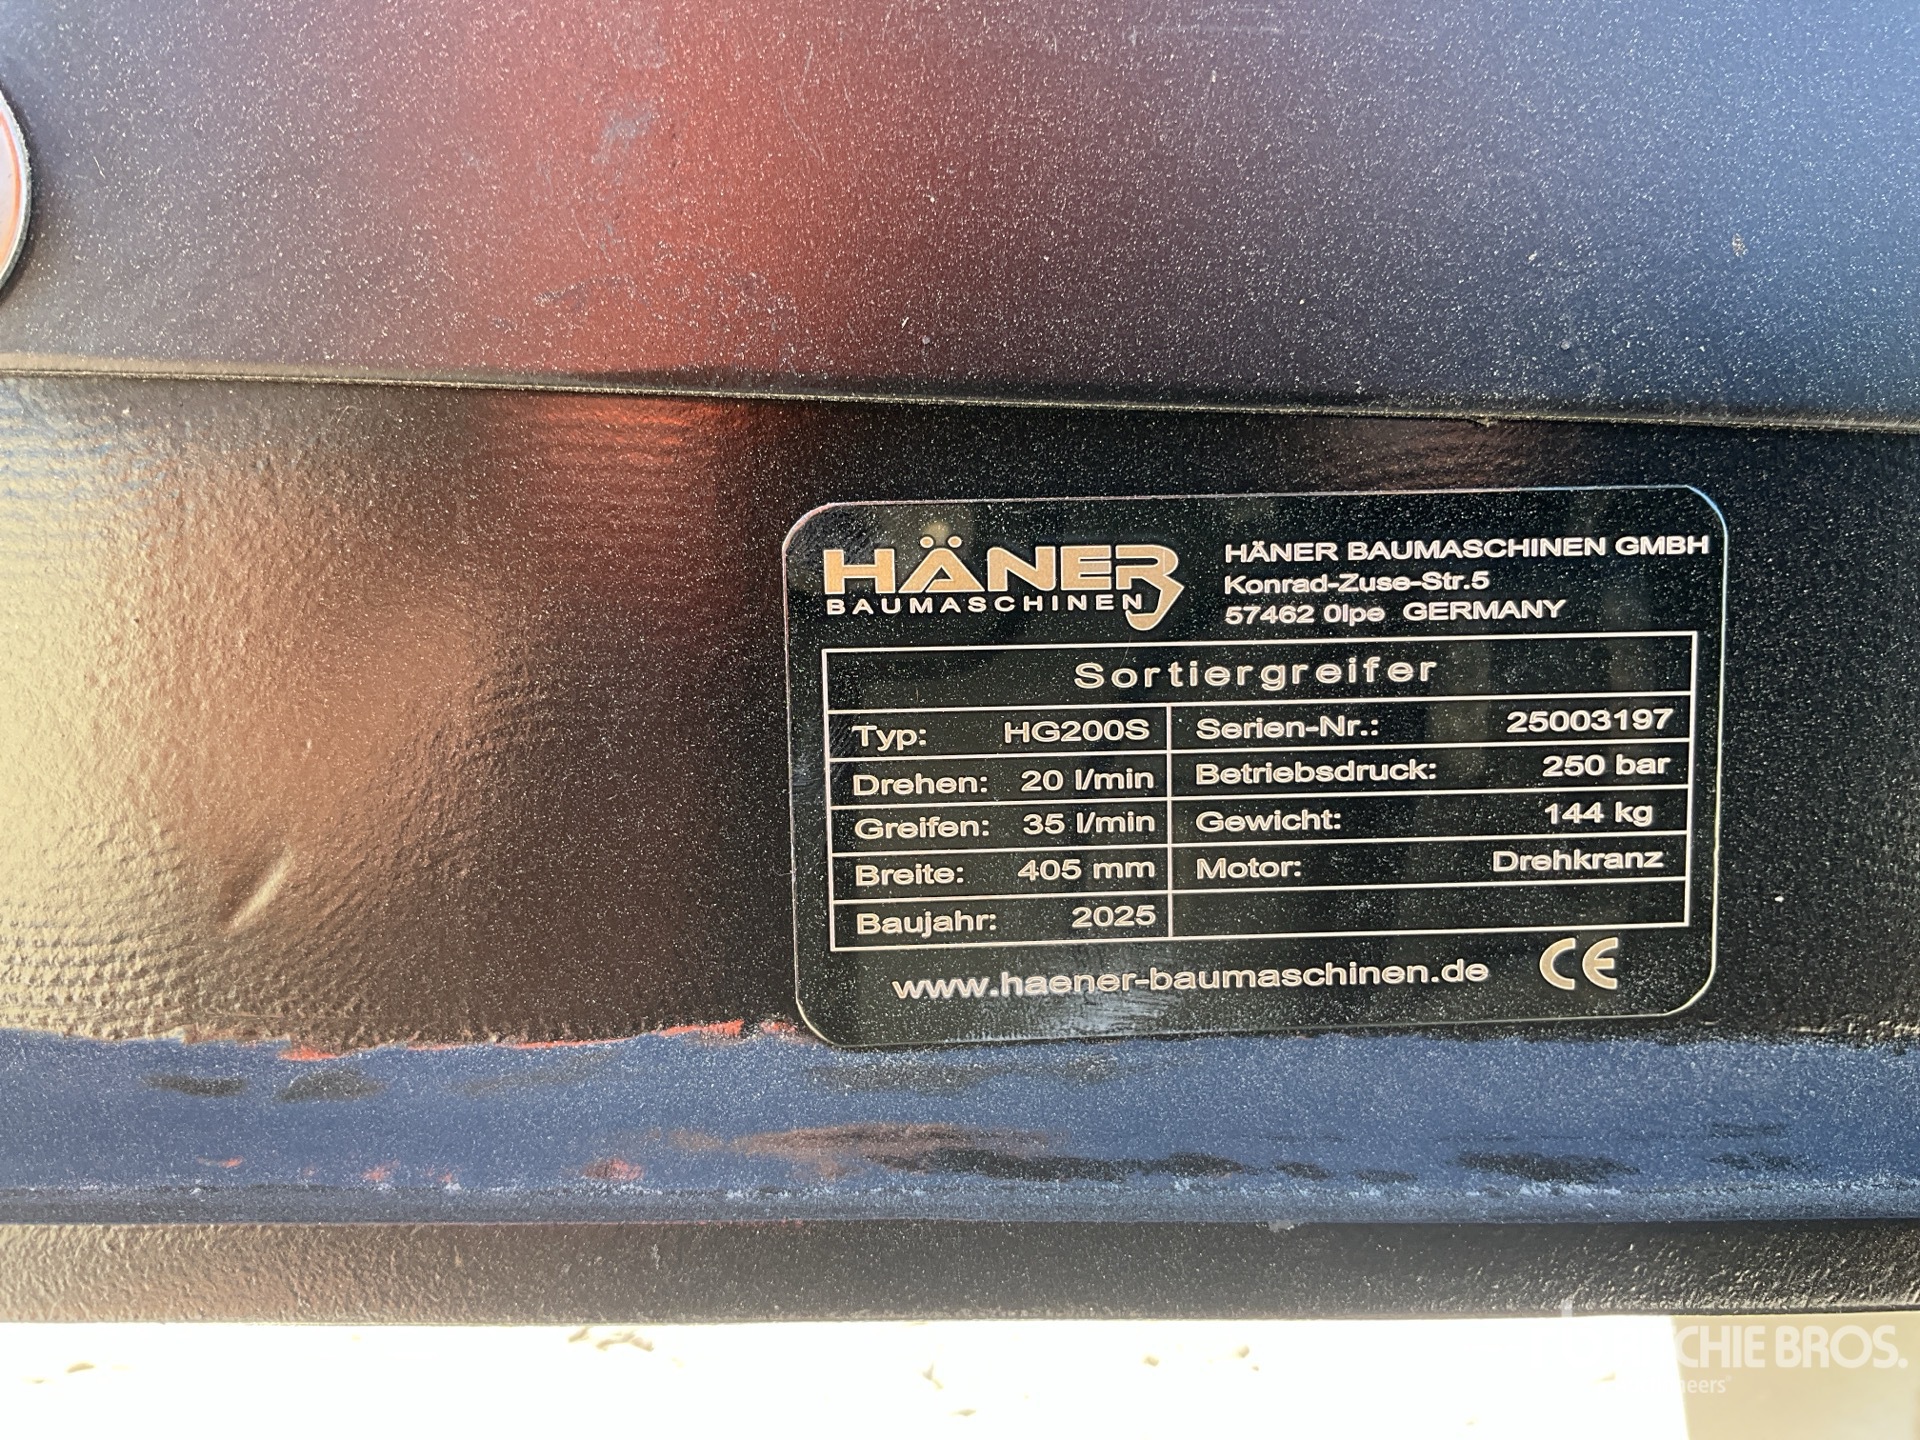 HÄNER
BAUMASCHINEN
HÄNER BAUMASCHINEN GMBH
Konrad-Zuse-Str.5
57462 Olpe GERMANY
Sortiergreifer
Typ: HG200S Serien-Nr.: 25003197
Drehen: 20 l/min Betriebsdruck: 250 bar
Greifen: 35 l/min Gewicht: 144 kg
Breite: 405 mm Motor: Drehkranz
Baujahr: 2025
www.haener-baumaschinen.de CE
BROS.